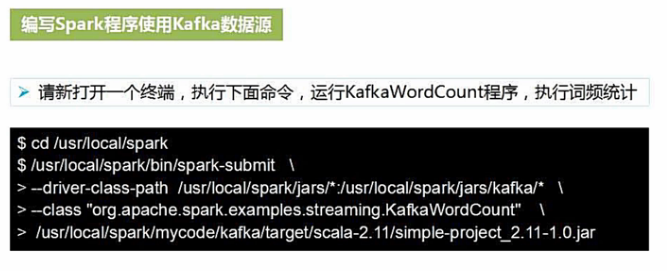 编写Spark程序使用Kafka数据源
➢ 请新打开一个终端，执行下面命令，运行KafkaWordCount程序，执行词频统计
$ cd /usr/local/spark
$ /usr/local/spark/bin/spark-submit \
> --driver-class-path /usr/local/spark/jars/*:/usr/local/spark/jars/kafka/* \
> --class "org.apache.spark.examples.streaming.KafkaWordCount" \
> /usr/local/spark/mycode/kafka/target/scala-2.11/simple-project_2.11-1.0.jar